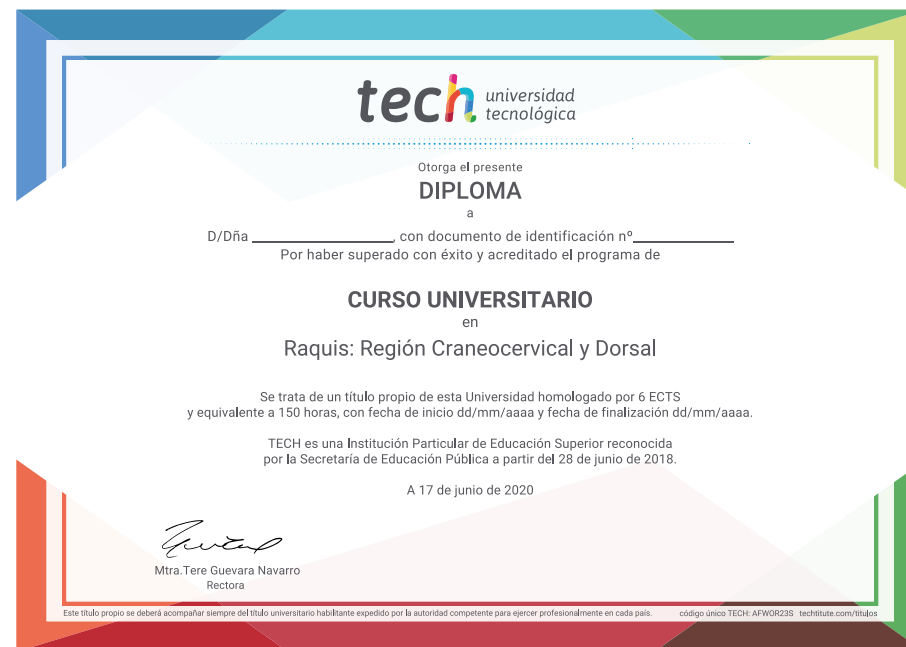 tech universidad
tecnológica
Otorga el presente
DIPLOMA
a
D/Dña ____________, con documento de identificación nº____________
Por haber superado con éxito y acreditado el programa de
CURSO UNIVERSITARIO
en
Raquis: Región Craneocervical y Dorsal
Se trata de un título propio de esta Universidad homologado por 6 ECTS
y equivalente a 150 horas, con fecha de inicio dd/mm/aaaa y fecha de finalización dd/mm/aaaa.
TECH es una Institución Particular de Educación Superior reconocida
por la Secretaría de Educación Pública a partir del 28 de junio de 2018.
A 17 de junio de 2020
Mtra.Tere Guevara Navarro
Rectora
Este título propio se deberá acompañar siempre del título universitario habilitante expedido por la autoridad competente para ejercer profesionalmente en cada país. código único TECH: AFWOR23S techtitute.com/títulos